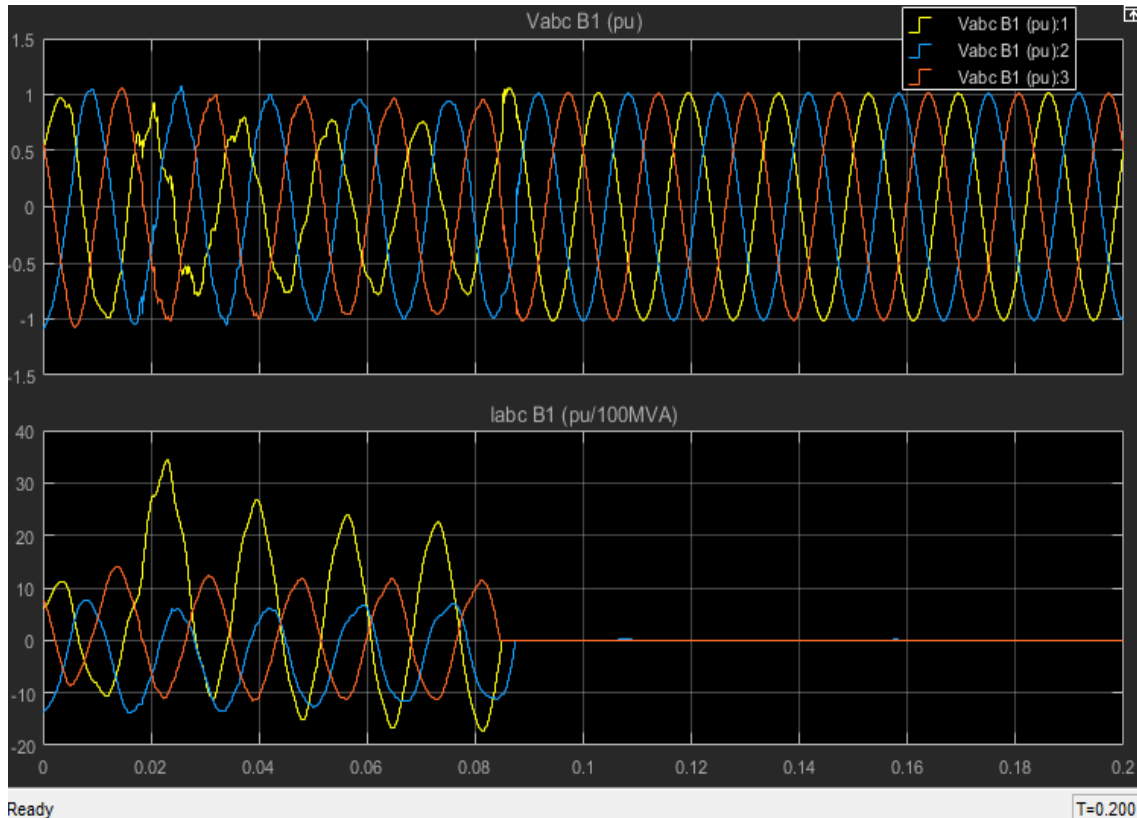 Vabc B1 (pu)
Vabc B1 (pu):1
Vabc B1 (pu):2
Vabc B1 (pu):3
1.5
1
0.5
0
-0.5
-1
-1.5
Iabc B1 (pu/100MVA)
40
30
20
10
0
-10
-20
0 0.02 0.04 0.06 0.08 0.1 0.12 0.14 0.16 0.18 0.2
Ready T=0.200